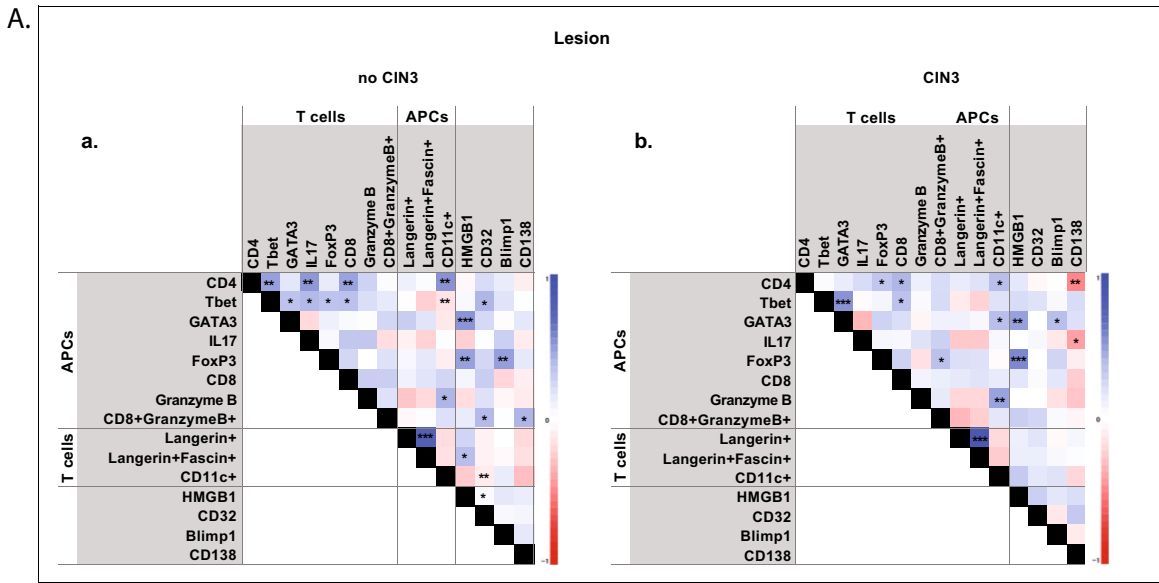 A.
Lesion
no CIN3
CIN3
T cells
APCs
a.
CD4
Tbet
GATA3
IL17
FoxP3
CD8
Granzyme B
CD8+GranzymeB+
Langerin+
Langerin+Fascin+
CD11c+
HMGB1
CD32
Blimp1
CD138
APCs
T cells
CD4 ** ** ** **
Tbet * * * * ** *
GATA3 ***
IL17
FoxP3 ** **
CD8
Granzyme B *
CD8+GranzymeB+ * *
Langerin+ ***
Langerin+Fascin+ *
CD11c+ **
HMGB1 *
CD32
Blimp1
CD138
1
0
−1
T cells
APCs
b.
CD4
Tbet
GATA3
IL17
FoxP3
CD8
Granzyme B
CD8+GranzymeB+
Langerin+
Langerin+Fascin+
CD11c+
HMGB1
CD32
Blimp1
CD138
APCs
T cells
CD4 * * * **
Tbet *** *
GATA3 * ** *
IL17 *
FoxP3 * ***
CD8
Granzyme B **
CD8+GranzymeB+
Langerin+ ***
Langerin+Fascin+
CD11c+
HMGB1
CD32
Blimp1
CD138
1
0
−1